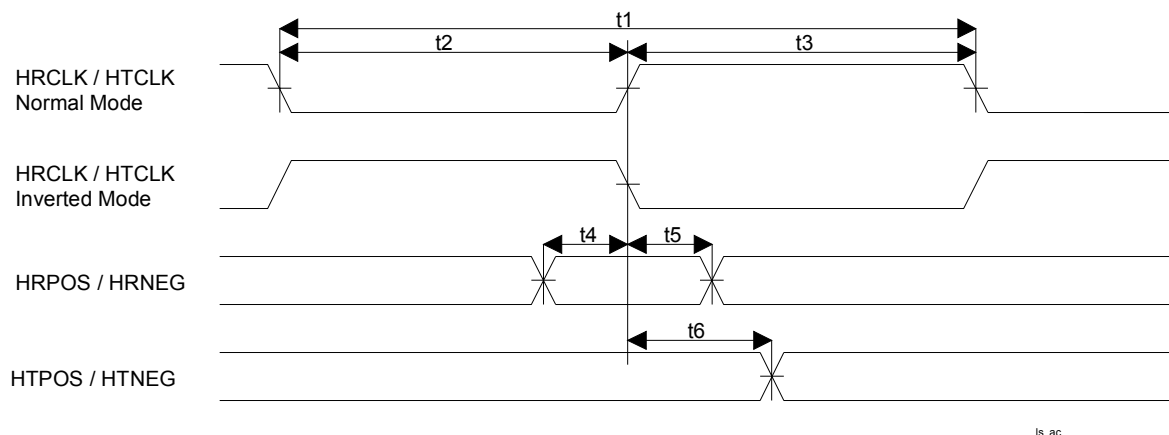 t1
t2
t3
HRCLK / HTCLK
Normal Mode
HRCLK / HTCLK
Inverted Mode
t4
t5
HRPOS / HRNEG
t6
HTPOS / HTNEG
ls_ac